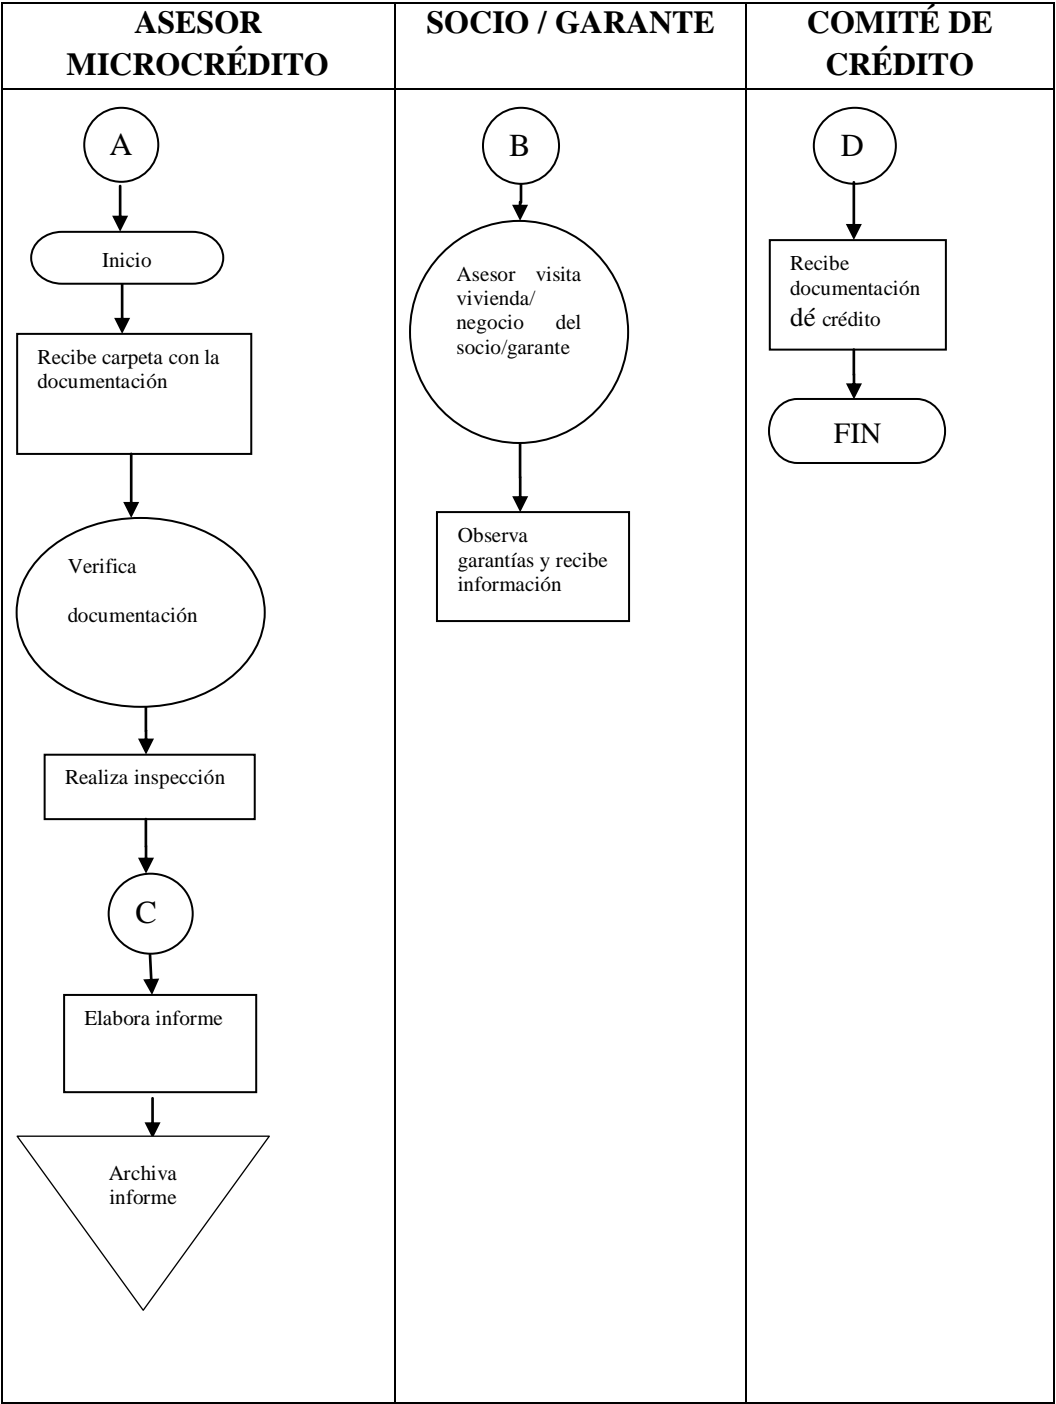 ASESOR
MICROCRÉDITO
SOCIO / GARANTE
COMITÉ DE
CRÉDITO
A
Inicio
Recibe carpeta con la
documentación
Verifica
documentación
Realiza inspección
C
Elabora informe
Archiva
informe
B
Asesor visita
vivienda/
negocio del
socio/garante
Observa
garantías y recibe
información
D
Recibe
documentación
dé crédito
FIN